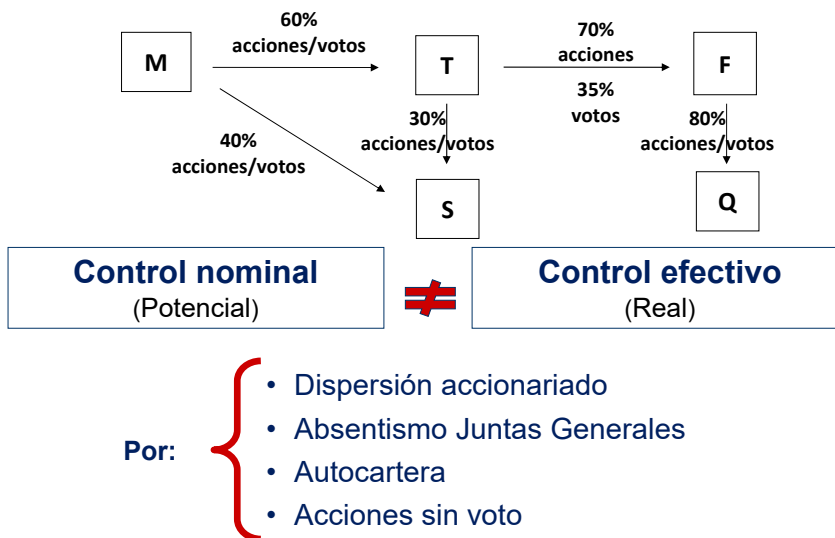 60%
acciones/votos
70%
acciones
M
T
F
35%
votos
30%
acciones/votos
80%
acciones/votos
40%
acciones/votos
S
Q
Control nominal
(Potencial)
≠
Control efectivo
(Real)
Por:
• Dispersión accionariado
• Absentismo Juntas Generales
• Autocartera
• Acciones sin voto